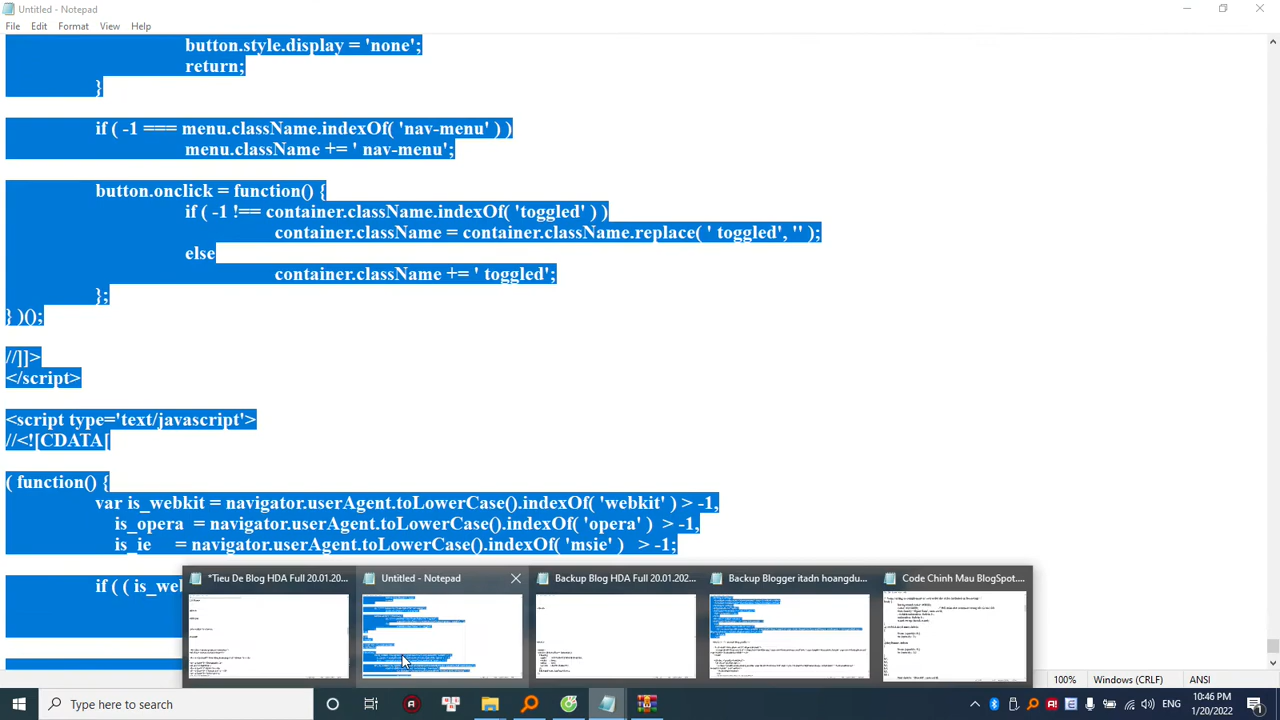 Untitled - Notepad
File Edit Format View Help
button.style.display = 'none';
return;
}
if ( -1 === menu.className.indexOf( 'nav-menu' ) )
menu.className += ' nav-menu';
button.onclick = function() {
if ( -1 !== container.className.indexOf( 'toggled' ) )
container.className = container.className.replace( ' toggled', '' );
else
container.className += ' toggled';
};
} )();
//]]>
</script>
<script type='text/javascript'>
//<![CDATA[
( function() {
var is_webkit = navigator.userAgent.toLowerCase().indexOf( 'webkit' ) > -1,
is_opera = navigator.userAgent.toLowerCase().indexOf( 'opera' ) > -1,
is_ie = navigator.userAgent.toLowerCase().indexOf( 'msie' ) > -1;
if ( ( is_we
*Tieu De Blog HDA Full 20.01.20...
Untitled - Notepad
Backup Blog HDA Full 20.01.202...
Backup Blogger itadn hoangdu...
Code Chinh Mau BlogSpot....
100% Windows (CRLF) ANSI
Type here to search
ENG
10:46 PM
1/20/2022